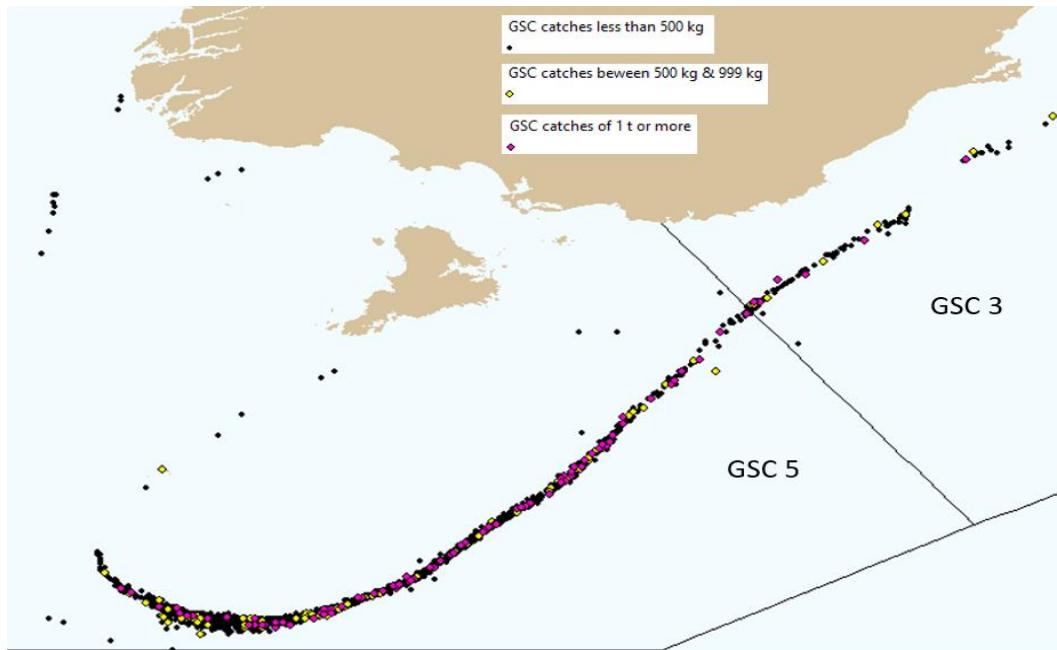 GSC catches less than 500 kg
GSC catches beween 500 kg & 999 kg
GSC catches of 1 t or more
GSC 3
GSC 5